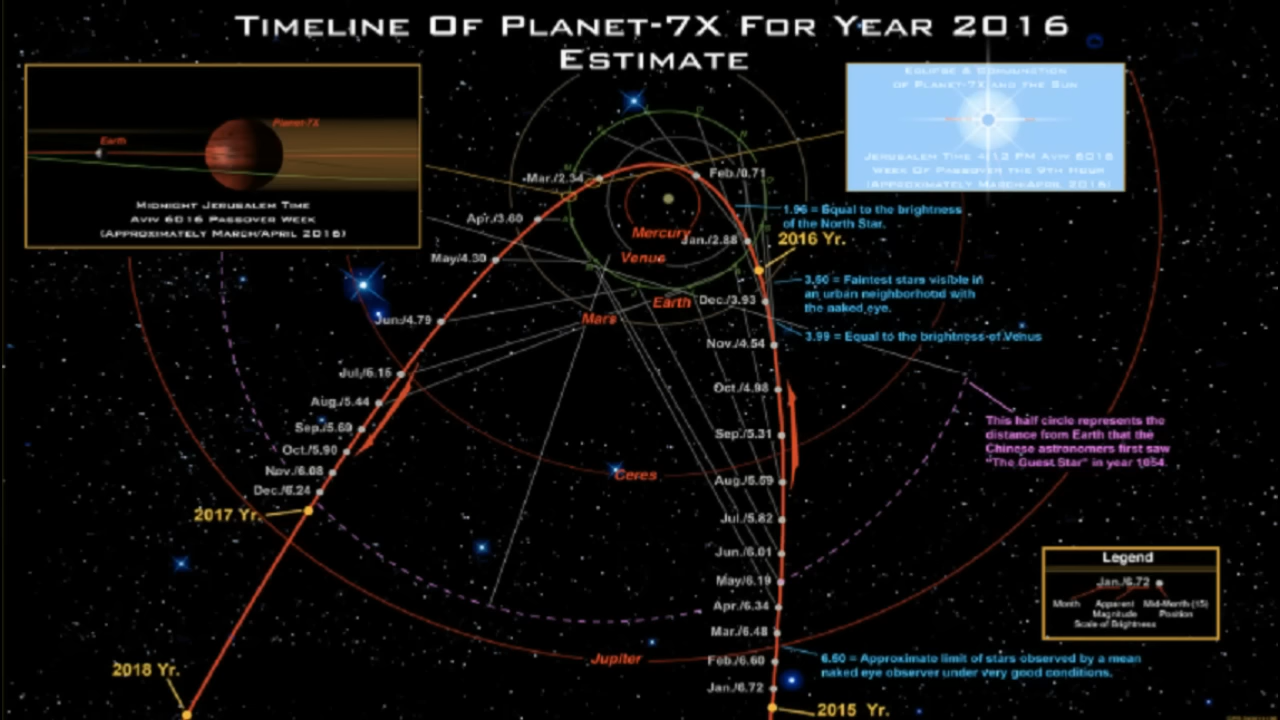 TIMELINE OF PLANET-7X FOR YEAR 2016
ESTIMATE
Planet-7X
Earth
MIDNIGHT JERUSALEM TIME
AVIV 6016 PASSOVER WEEK
(APPROXIMATELY MARCH/APRIL 2016)
ECLIPSE & CONJUNCTION
OF PLANET-7X AND THE SUN
JERUSALEM TIME 4:12 PM AVIV 6016
WEEK OF PASSOVER THE 9TH HOUR
(APPROXIMATELY MARCH/APRIL 2016)
Feb./0.71
Mar./2.34
Apr./3.60
1.96 = Equal to the brightness
of the North Star.
Mercury
Jan./2.88
2016 Yr.
Venus
May/4.30
3.60 = Faintest stars visible in
an urban neighborhood with
the naked eye.
Earth
Dec./3.93
Mars
Jun./4.79
3.99 = Equal to the brightness of Venus
Nov./4.54
Jul./5.15
Oct./4.98
Aug./5.44
Sep./5.69
Sep./5.31
This half circle represents the
distance from Earth that the
Chinese astronomers first saw
"The Guest Star" in year 1054.
Oct./5.90
Nov./6.08
Ceres
Aug./5.59
Dec./6.24
2017 Yr.
Jul./5.82
Jun./6.01
May/6.19
Apr./6.34
Mar./6.48
Legend
Jan./6.72
Month
Apparent
Magnitude
Scale of Brightness
Mid-Month (15)
Position
Jupiter
Feb./6.60
6.50 = Approximate limit of stars observed by a mean
naked eye observer under very good conditions.
2018 Yr.
Jan./6.72
2015 Yr.